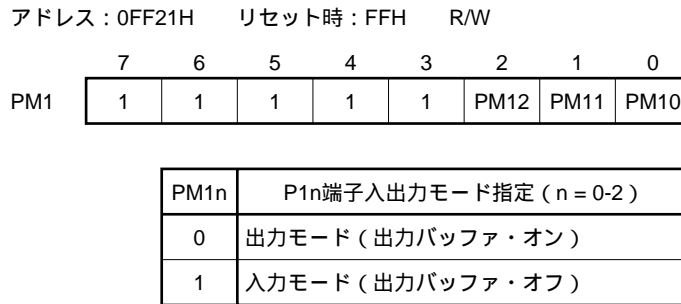 アドレス：0FF21H　　リセット時：FFH　　R/W
7 6 5 4 3 2 1 0
PM1 1 1 1 1 1 PM12 PM11 PM10
PM1n P1n端子入出力モード指定（n = 0-2）
0 出力モード（出力バッファ・オン）
1 入力モード（出力バッファ・オフ）